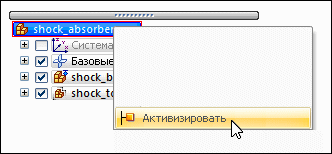 shock_absorber
Система
Базовые
shock_b
shock_to
Активизировать